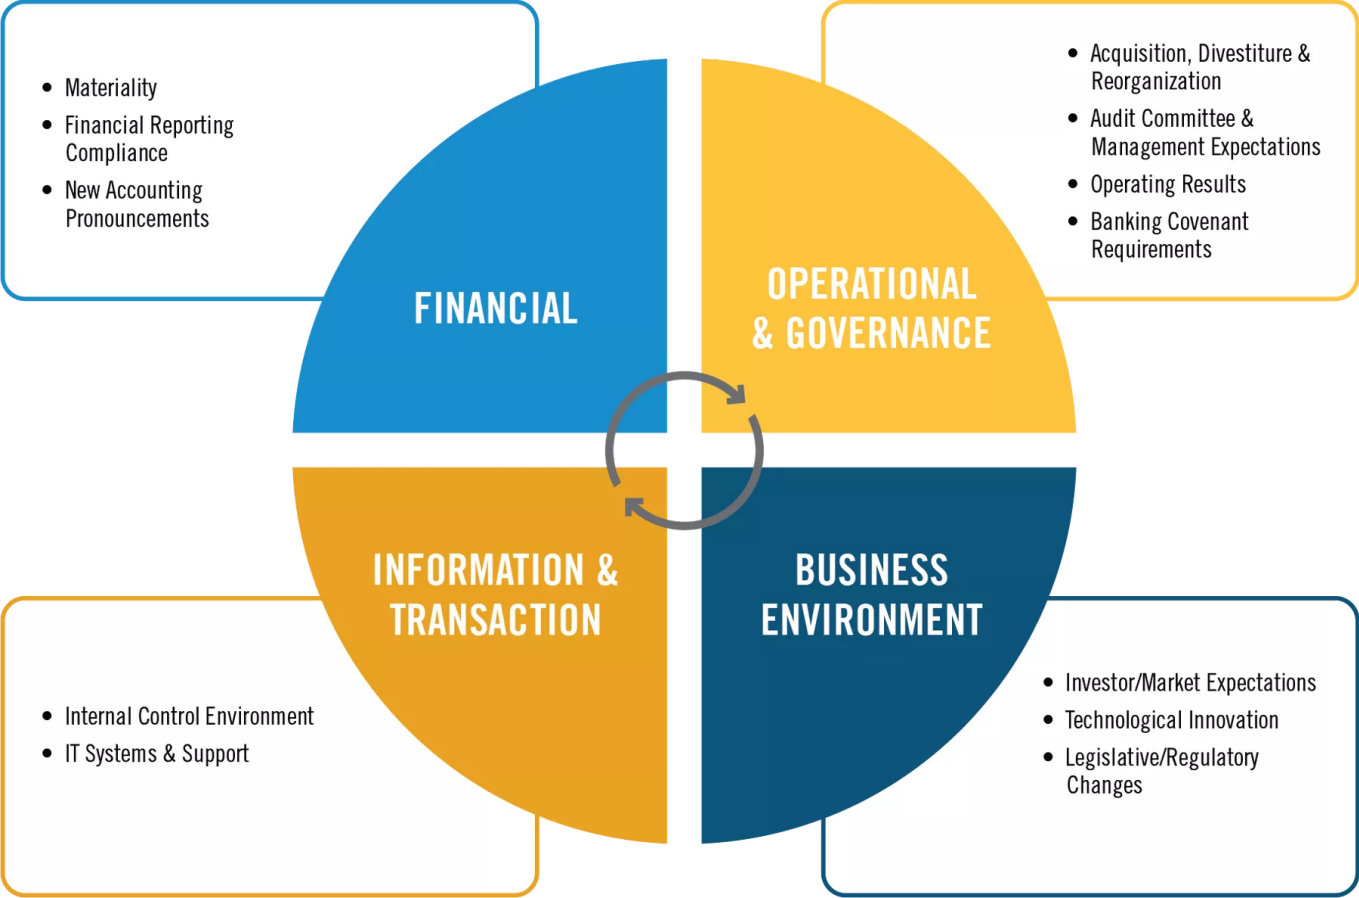 • Materiality
• Financial Reporting
Compliance
• New Accounting
Pronouncements
FINANCIAL
• Acquisition, Divestiture &
Reorganization
• Audit Committee &
Management Expectations
• Operating Results
• Banking Covenant
Requirements
OPERATIONAL
& GOVERNANCE
INFORMATION &
TRANSACTION
• Internal Control Environment
• IT Systems & Support
BUSINESS
ENVIRONMENT
• Investor/Market Expectations
• Technological Innovation
• Legislative/Regulatory
Changes